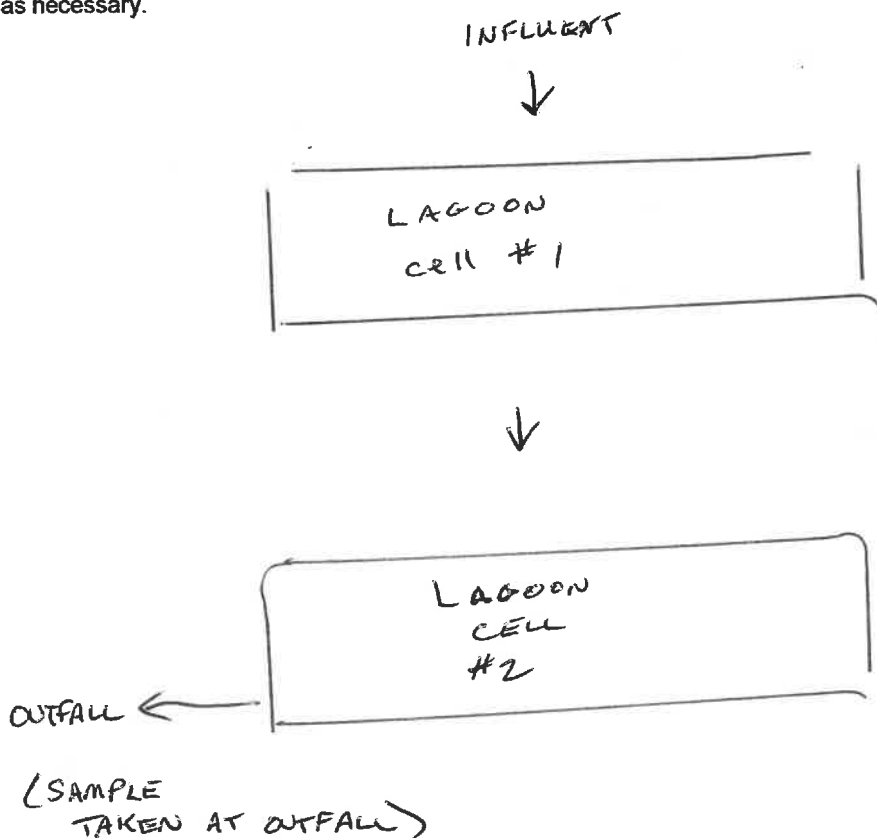 as necessary.
INFLUENT
LAGOON
cell #1
LAGOON
CELL
#2
OUTFALL
(SAMPLE
TAKEN AT OUTFALL)